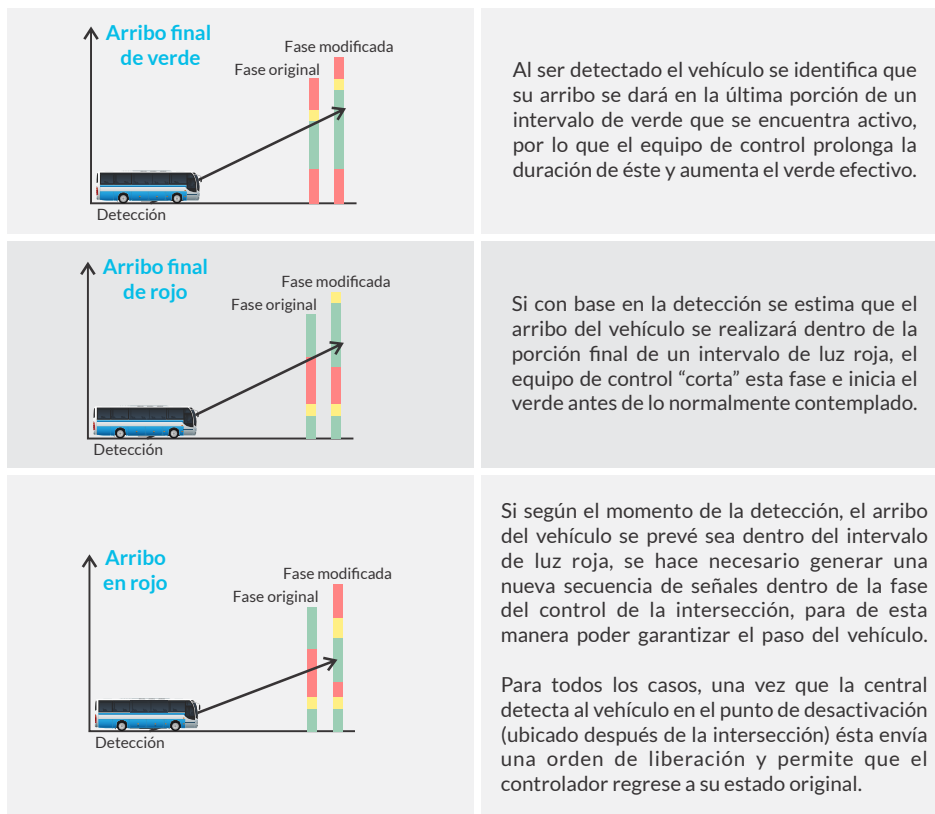 Arribo final
de verde
Fase modificada
Fase original
Detección
Al ser detectado el vehículo se identifica que
su arribo se dará en la última porción de un
intervalo de verde que se encuentra activo,
por lo que el equipo de control prolonga la
duración de éste y aumenta el verde efectivo.
Arribo final
de rojo
Fase modificada
Fase original
Detección
Si con base en la detección se estima que el
arribo del vehículo se realizará dentro de la
porción final de un intervalo de luz roja, el
equipo de control “corta” esta fase e inicia el
verde antes de lo normalmente contemplado.
Arribo
en rojo
Fase modificada
Fase original
Detección
Si según el momento de la detección, el arribo
del vehículo se prevé sea dentro del intervalo
de luz roja, se hace necesario generar una
nueva secuencia de señales dentro de la fase
del control de la intersección, para de esta
manera poder garantizar el paso del vehículo.
Para todos los casos, una vez que la central
detecta al vehículo en el punto de desactivación
(ubicado después de la intersección) ésta envía
una orden de liberación y permite que el
controlador regrese a su estado original.